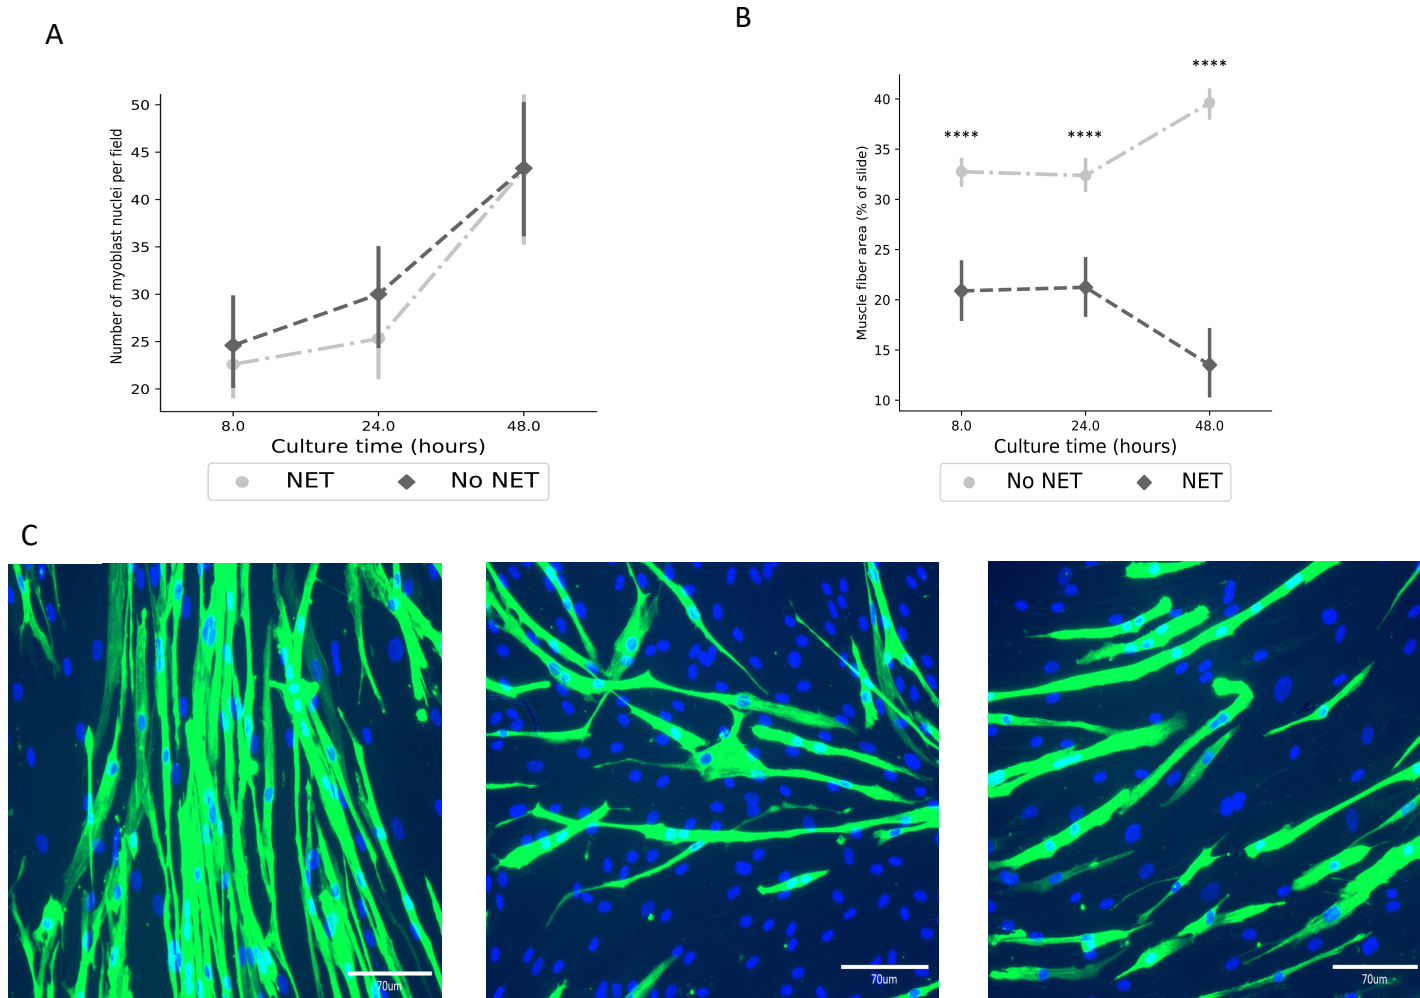 A
Number of myoblast nuclei per field
50
45
40
35
30
25
20
8.0 24.0 48.0
Culture time (hours)
NET No NET
B
Muscle fiber area (% of slide)
40
35
30
25
20
15
10
**** **** ****
8.0 24.0 48.0
Culture time (hours)
No NET NET
C
70um
70um
70um